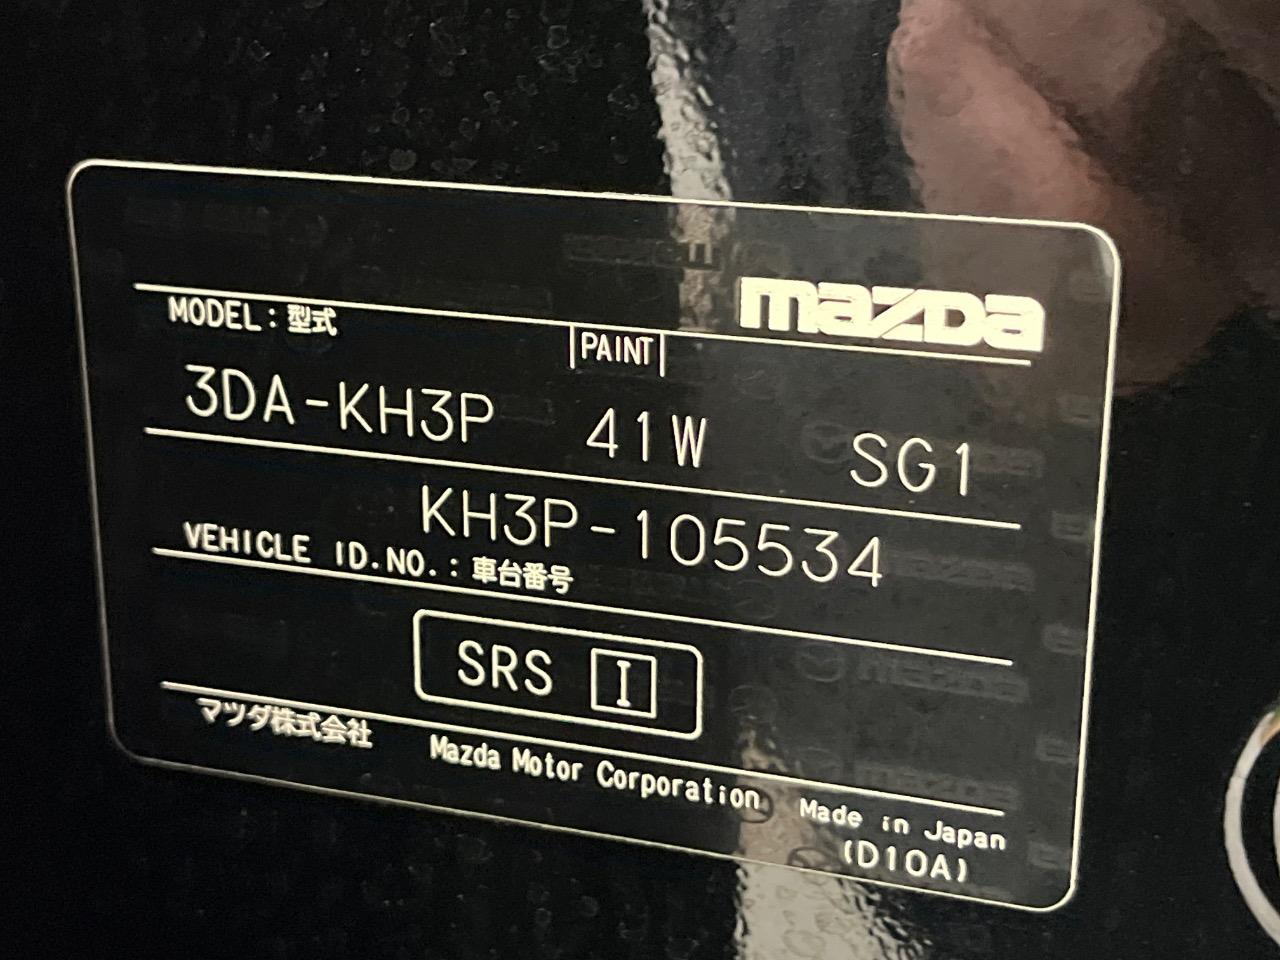 mazda
MODEL：型式
PAINT
3DA-KH3P 41W SG1
KH3P-105534
VEHICLE ID.NO.：車台番号
SRS I
マツダ株式会社 Mazda Motor Corporation Made in Japan
(D10A)